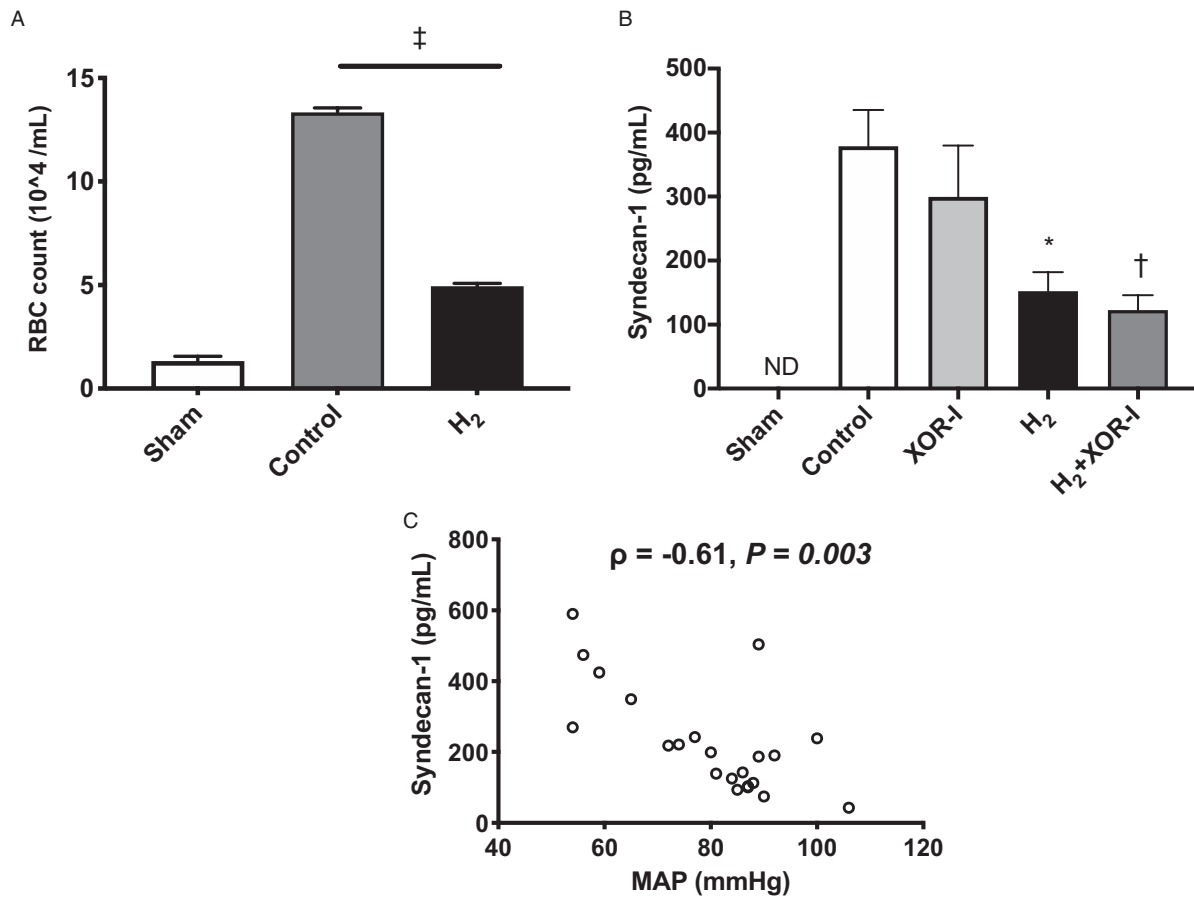 A
‡
RBC count (10^4 /mL)
15
10
5
0
Sham
Control
H₂
B
Syndecan-1 (pg/mL)
500
400
300
200
100
0
ND
*
†
Sham
Control
XOR-I
H₂
H₂+XOR-I
C
ρ = -0.61, P = 0.003
Syndecan-1 (pg/mL)
800
600
400
200
0
40
60
80
100
120
MAP (mmHg)